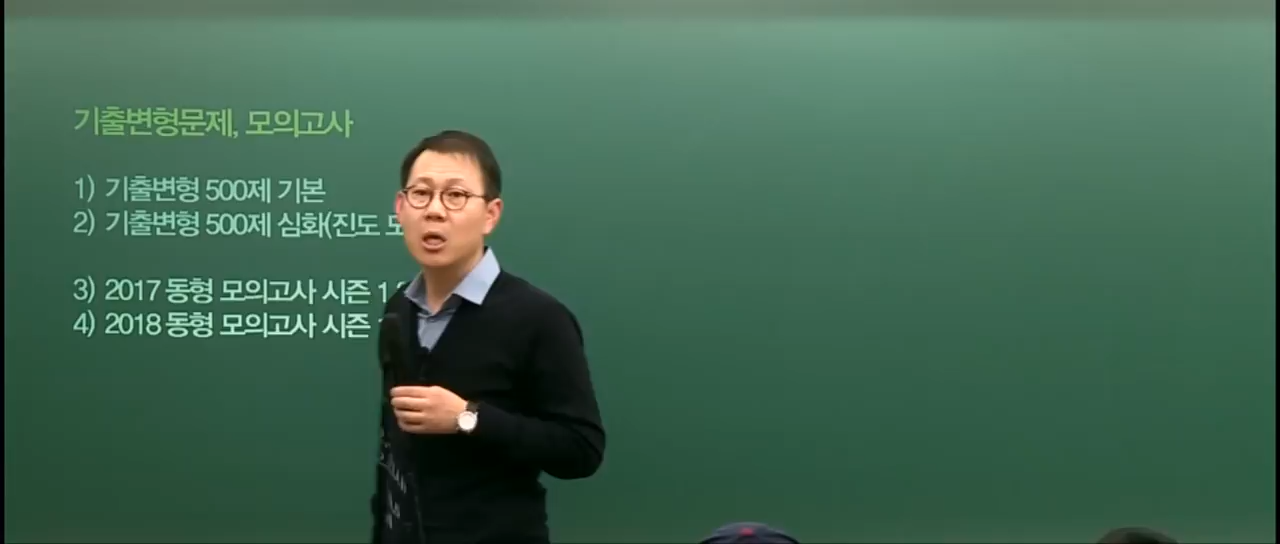 기출변형문제, 모의고사
1) 기출변형 500제 기본
2) 기출변형 500제 심화(진도
3) 2017 동형 모의고사 시즌 1
4) 2018 동형 모의고사 시즌